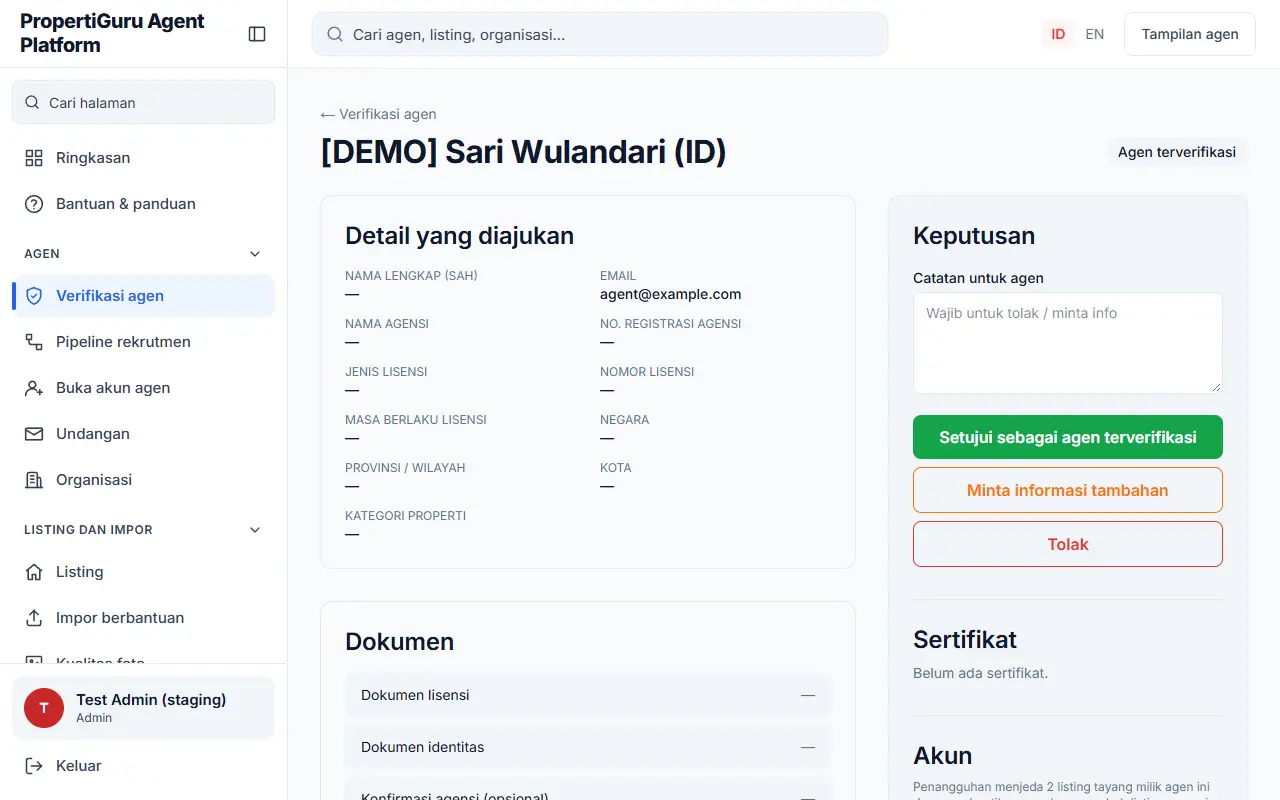 PropertiGuru Agent
Platform
Cari halaman
Ringkasan
Bantuan & panduan
AGEN
Verifikasi agen
Pipeline rekrutmen
Buka akun agen
Undangan
Organisasi
LISTING DAN IMPOR
Listing
Impor berbantuan
Kualitas foto
T
Test Admin (staging)
Admin
Keluar
Cari agen, listing, organisasi...
ID
EN
Tampilan agen
← Verifikasi agen
[DEMO] Sari Wulandari (ID)
Agen terverifikasi
Detail yang diajukan
NAMA LENGKAP (SAH)
—
EMAIL
agent@example.com
NAMA AGENSI
—
NO. REGISTRASI AGENSI
—
JENIS LISENSI
—
NOMOR LISENSI
—
MASA BERLAKU LISENSI
—
NEGARA
—
PROVINSI / WILAYAH
—
KOTA
—
KATEGORI PROPERTI
—
Dokumen
Dokumen lisensi —
Dokumen identitas —
Konfirmasi agensi (opsional) —
Keputusan
Catatan untuk agen
Wajib untuk tolak / minta info
Setujui sebagai agen terverifikasi
Minta informasi tambahan
Tolak
Sertifikat
Belum ada sertifikat.
Akun
Penangguhan menjeda 2 listing tayang milik agen ini